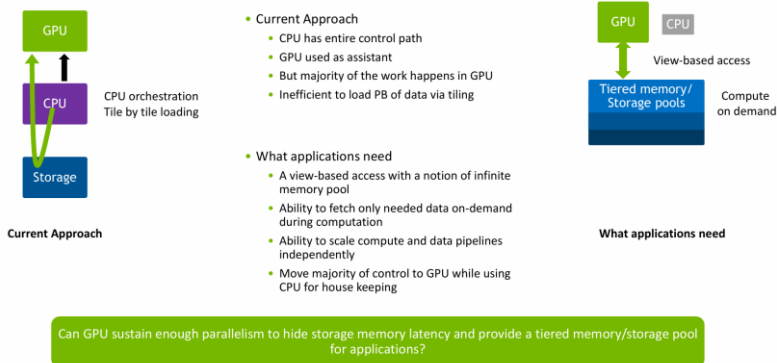 GPU
CPU
Storage
CPU orchestration
Tile by tile loading
Current Approach
• Current Approach
• CPU has entire control path
• GPU used as assistant
• But majority of the work happens in GPU
• Inefficient to load PB of data via tiling
• What applications need
• A view-based access with a notion of infinite
memory pool
• Ability to fetch only needed data on-demand
during computation
• Ability to scale compute and data pipelines
independently
• Move majority of control to GPU while using
CPU for house keeping
GPU
CPU
View-based access
Tiered memory/
Storage pools
Compute
on demand
What applications need
Can GPU sustain enough parallelism to hide storage memory latency and provide a tiered memory/storage pool
for applications?